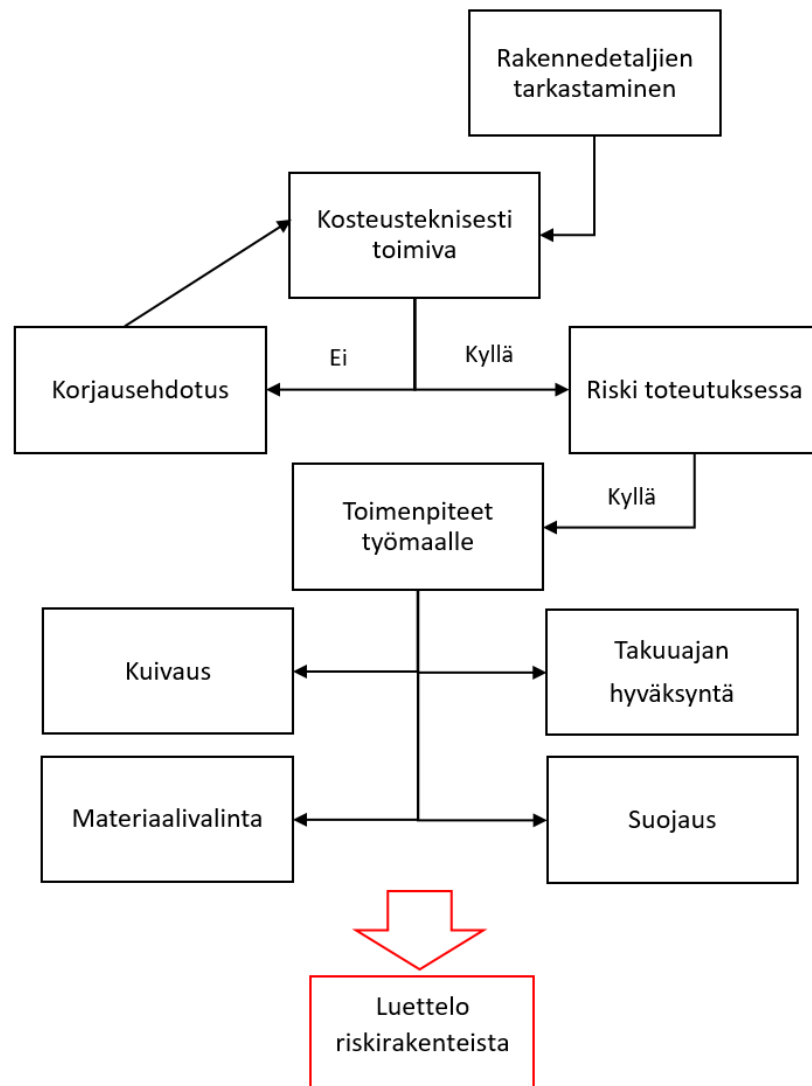 Rakennedetaljien
tarkastaminen
Kosteusteknisesti
toimiva
Ei
Kyllä
Korjausehdotus
Riski toteutuksessa
Kyllä
Toimenpiteet
työmaalle
Kuivaus
Takuuajan
hyväksyntä
Materiaalivalinta
Suojaus
Luettelo
riskirakenteista